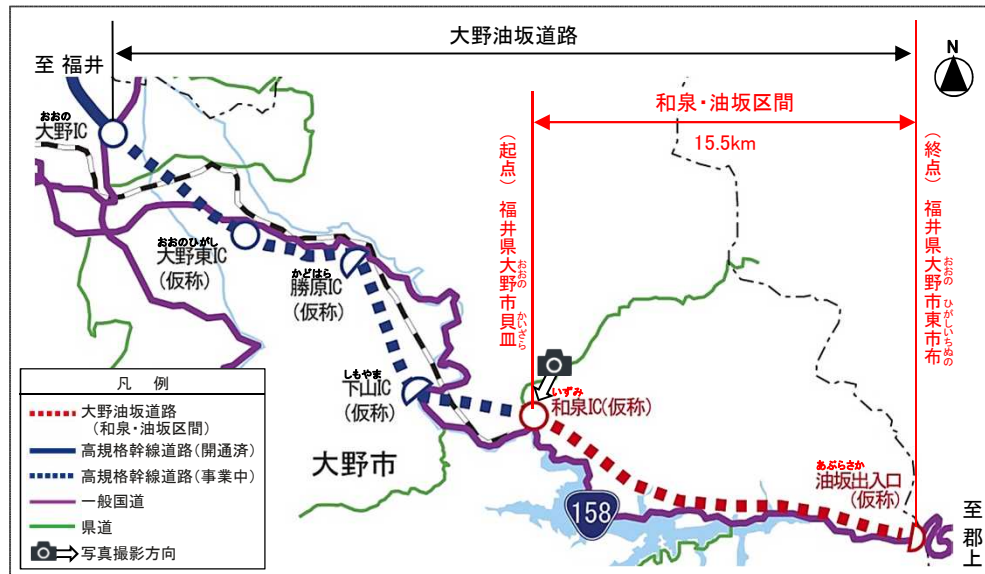 大野油坂道路
至 福井
N
和泉・油坂区間
15.5km
おおの
大野IC
(起点) 福井県大野市貝皿
おおの
かいざら
(終点) 福井県大野市東市布
おおの
ひがしいちぬの
おおのひがし
大野東IC
(仮称)
かどはら
勝原IC
(仮称)
しもやま
下山IC
(仮称)
いずみ
和泉IC(仮称)
大野市
あぶらさか
油坂出入口
(仮称)
158
至 郡上
凡 例
大野油坂道路
(和泉・油坂区間)
高規格幹線道路(開通済)
高規格幹線道路(事業中)
一般国道
県道
写真撮影方向